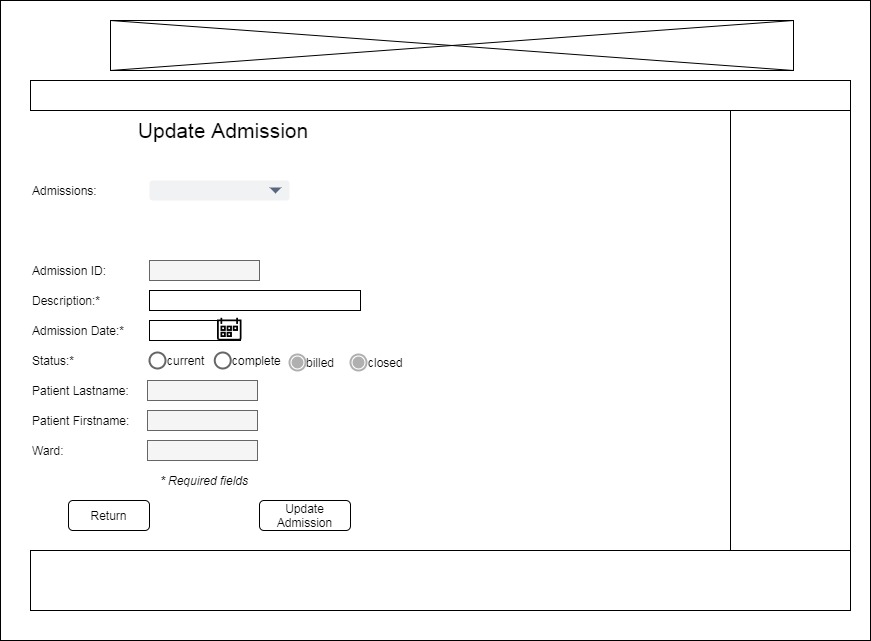 Update Admission
Admissions:
Admission ID:
Description:*
Admission Date:*
Status:* current complete billed closed
Patient Lastname:
Patient Firstname:
Ward:
* Required fields
Return
Update
Admission